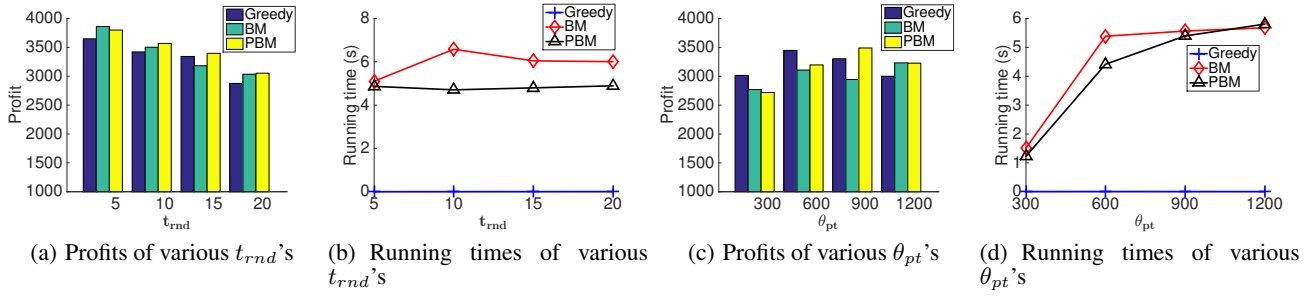 4000
3500
3000
2500
2000
1500
1000
Profit
Greedy
BM
PBM
5 10 15 20
t_rnd
(a) Profits of various t_rnd's
8
6
4
2
0
Running time (s)
Greedy
BM
PBM
5 10 15 20
t_rnd
(b) Running times of various
t_rnd's
4000
3500
3000
2500
2000
1500
1000
Profit
Greedy
BM
PBM
300 600 900 1200
θ_pt
(c) Profits of various θ_pt's
6
5
4
3
2
1
0
Running time (s)
Greedy
BM
PBM
300 600 900 1200
θ_pt
(d) Running times of various
θ_pt's